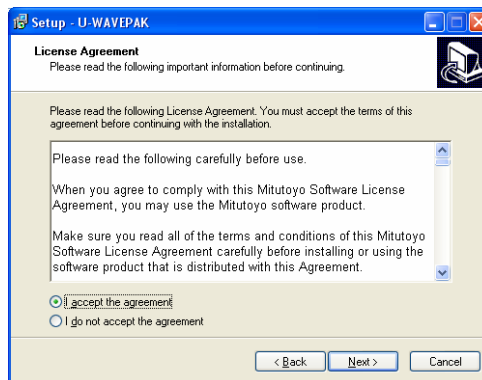 Setup - U-WAVEPAK
License Agreement
Please read the following important information before continuing.
Please read the following License Agreement. You must accept the terms of this
agreement before continuing with the installation.
Please read the following carefully before use.
When you agree to comply with this Mitutoyo Software License
Agreement, you may use the Mitutoyo software product.
Make sure you read all of the terms and conditions of this Mitutoyo
Software License Agreement carefully before installing or using the
software product that is distributed with this Agreement.
I accept the agreement
I do not accept the agreement
< Back Next > Cancel